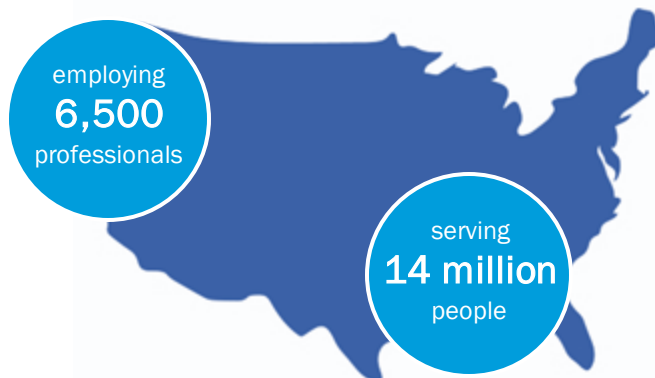 employing
6,500
professionals
serving
14 million
people